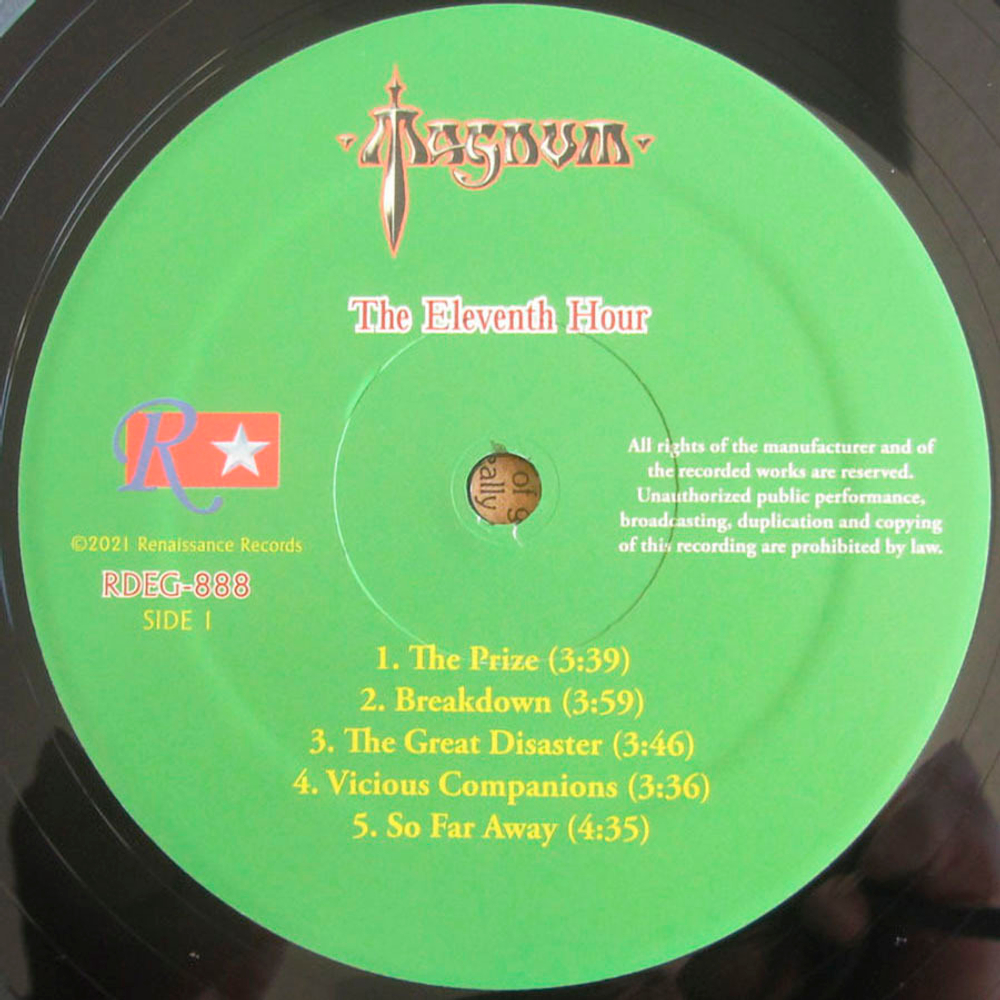 Magnum
The Eleventh Hour
R
©2021 Renaissance Records
RDEG-888
SIDE 1
All rights of the manufacturer and of
the recorded works are reserved.
Unauthorized public performance,
broadcasting, duplication and copying
of this recording are prohibited by law.
of g
eally
1. The Prize (3:39)
2. Breakdown (3:59)
3. The Great Disaster (3:46)
4. Vicious Companions (3:36)
5. So Far Away (4:35)